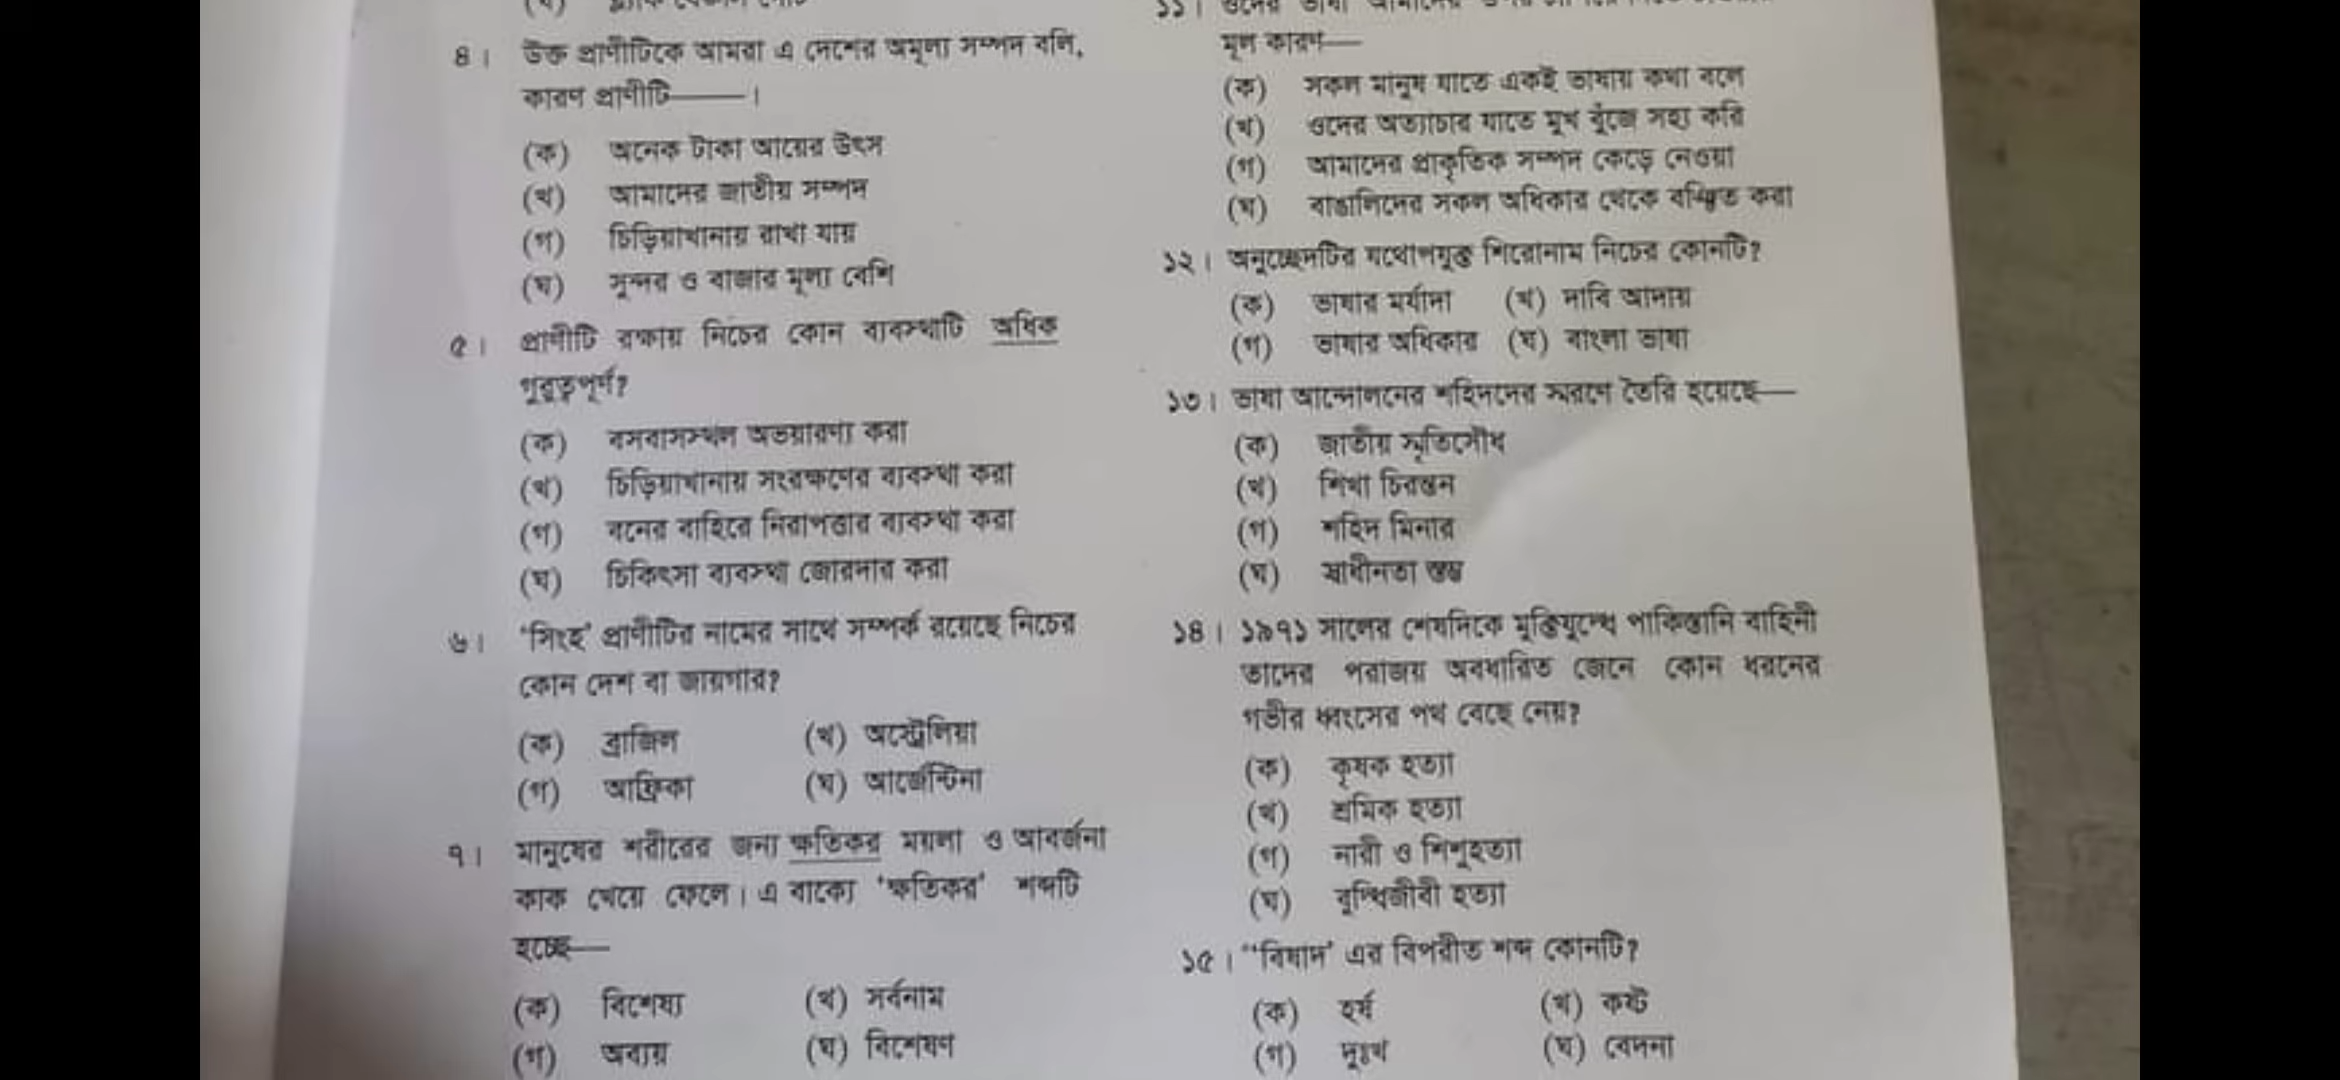 ৪। উক্ত প্রাণীটিকে আমরা এ দেশের অমূল্য সম্পদ বলি,
কারণ প্রাণীটি———।
(ক) অনেক টাকা আয়ের উৎস
(খ) আমাদের জাতীয় সম্পদ
(গ) চিড়িয়াখানায় রাখা যায়
(ঘ) সুন্দর ও বাজার মূল্য বেশি
৫। প্রাণীটি রক্ষায় নিচের কোন ব্যবস্থাটি অধিক
গুরুত্বপূর্ণ?
(ক) বসবাসস্থল অভয়ারণ্য করা
(খ) চিড়িয়াখানায় সংরক্ষণের ব্যবস্থা করা
(গ) বনের বাহিরে নিরাপত্তার ব্যবস্থা করা
(ঘ) চিকিৎসা ব্যবস্থা জোরদার করা
৬। ‘সিংহ’ প্রাণীটির নামের সাথে সম্পর্ক রয়েছে নিচের
কোন দেশ বা জায়গার?
(ক) ব্রাজিল (খ) অস্ট্রেলিয়া
(গ) আফ্রিকা (ঘ) আর্জেন্টিনা
৭। মানুষের শরীরের জন্য ক্ষতিকর ময়লা ও আবর্জনা
কাক খেয়ে ফেলে। এ বাক্যে ‘ক্ষতিকর’ শব্দটি
হচ্ছে—
(ক) বিশেষ্য (খ) সর্বনাম
(গ) অব্যয় (ঘ) বিশেষণ
১১। ওদের ভাষা আমাদের
মূল কারণ—
(ক) সকল মানুষ যাতে একই ভাষায় কথা বলে
(খ) ওদের অত্যাচার যাতে মুখ বুঁজে সহ্য করি
(গ) আমাদের প্রাকৃতিক সম্পদ কেড়ে নেওয়া
(ঘ) বাঙালিদের সকল অধিকার থেকে বঞ্চিত করা
১২। অনুচ্ছেদটির যথোপযুক্ত শিরোনাম নিচের কোনটি?
(ক) ভাষার মর্যাদা (খ) দাবি আদায়
(গ) ভাষার অধিকার (ঘ) বাংলা ভাষা
১৩। ভাষা আন্দোলনের শহিদদের স্মরণে তৈরি হয়েছে—
(ক) জাতীয় স্মৃতিসৌধ
(খ) শিখা চিরন্তন
(গ) শহিদ মিনার
(ঘ) স্বাধীনতা স্তম্ভ
১৪। ১৯৭১ সালের শেষদিকে মুক্তিযুদ্ধে পাকিস্তানি বাহিনী
তাদের পরাজয় অবধারিত জেনে কোন ধরনের
গভীর ধ্বংসের পথ বেছে নেয়?
(ক) কৃষক হত্যা
(খ) শ্রমিক হত্যা
(গ) নারী ও শিশুহত্যা
(ঘ) বুদ্ধিজীবী হত্যা
১৫। ‘‘বিষাদ’ এর বিপরীত শব্দ কোনটি?
(ক) হর্ষ (খ) কষ্ট
(গ) দুঃখ (ঘ) বেদনা